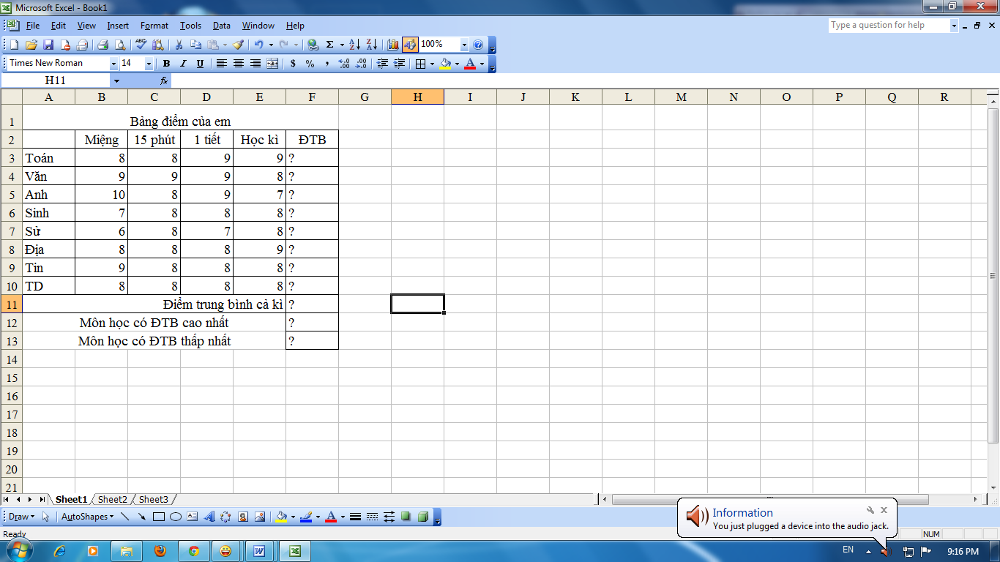 Microsoft Excel - Book1
File Edit View Insert Format Tools Data Window Help
Type a question for help
100%
Times New Roman 14 B I U $ % ,
H11 fx
A B C D E F G H I J K L M N O P Q R
1 Bảng điểm của em
2 Miệng 15 phút 1 tiết Học kì ĐTB
3 Toán 8 8 9 9 ?
4 Văn 9 9 9 8 ?
5 Anh 10 8 9 7 ?
6 Sinh 7 8 8 8 ?
7 Sử 6 8 7 8 ?
8 Địa 8 8 8 9 ?
9 Tin 9 8 8 8 ?
10 TD 8 8 8 8 ?
11 Điểm trung bình cả kì ?
12 Môn học có ĐTB cao nhất ?
13 Môn học có ĐTB thấp nhất ?
14
15
16
17
18
19
20
21
Sheet1 Sheet2 Sheet3
Draw AutoShapes
Information
You just plugged a device into the audio jack.
Ready NUM
EN 9:16 PM